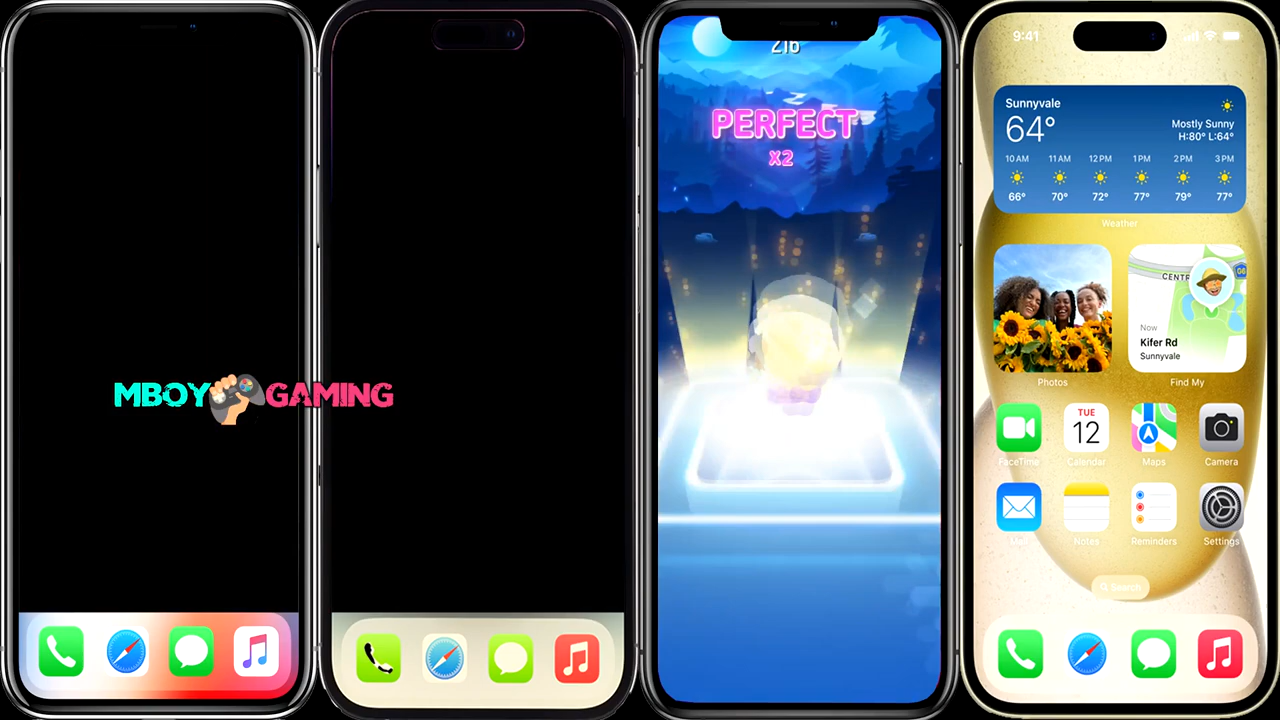 MBOY GAMING
216
PERFECT
X2
9:41
Sunnyvale
64°
Mostly Sunny
H:80° L:64°
10 AM 11 AM 12 PM 1 PM 2 PM 3 PM
66° 70° 72° 77° 79° 77°
Weather
CENTR
06
Now
Kifer Rd
Sunnyvale
Photos
Find My
TUE
12
FaceTime Calendar Maps Camera
Mail Notes Reminders Settings
Search